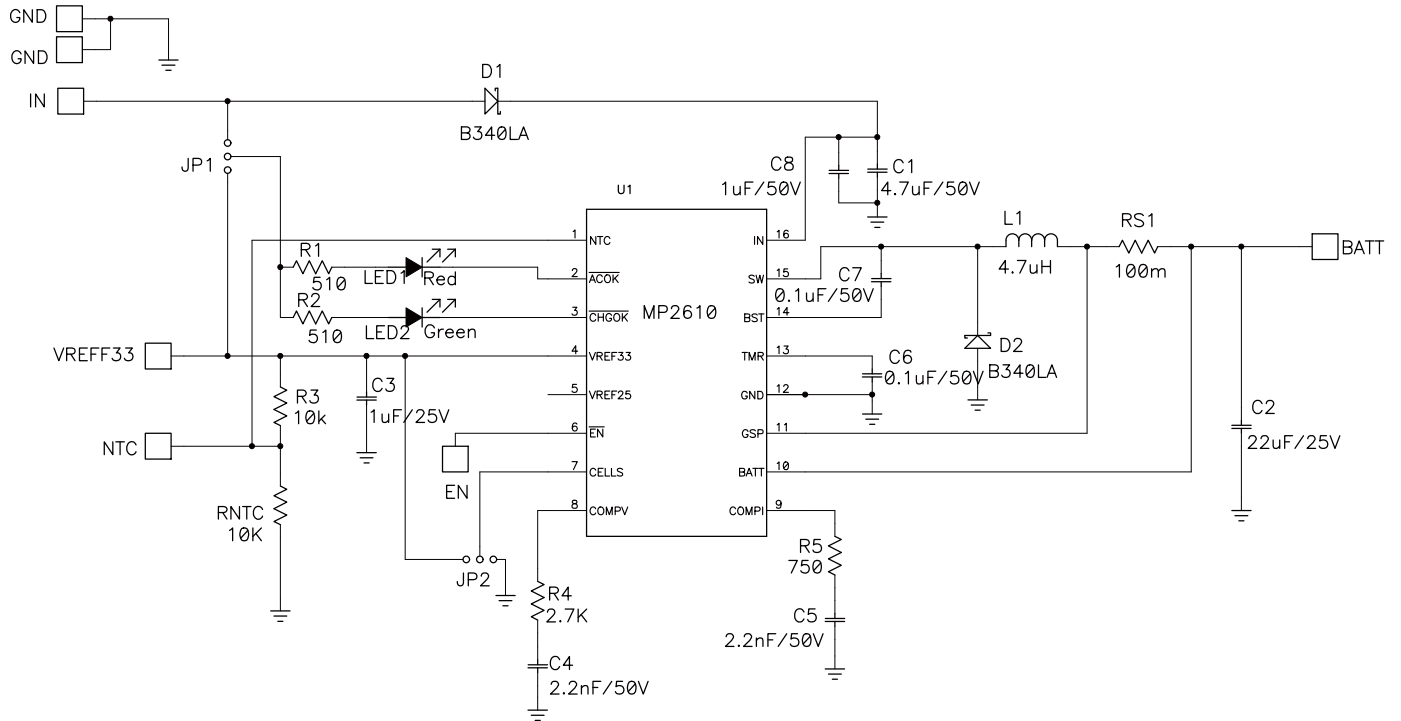 GND
GND
IN
D1
B340LA
JP1
C8
1uF/50V
C1
4.7uF/50V
U1
MP2610
1 NTC
2 ACOK
3 CHGOK
4 VREF33
5 VREF25
6 EN
7 CELLS
8 COMPV
IN 16
SW 15
BST 14
TMR 13
GND 12
GSP 11
BATT 10
COMPI 9
R1
510
LED1
Red
R2
510
LED2
Green
VREFF33
R3
10k
C3
1uF/25V
NTC
RNTC
10K
EN
JP2
R4
2.7K
C4
2.2nF/50V
R5
750
C5
2.2nF/50V
C7
0.1uF/50V
C6
0.1uF/50V
D2
B340LA
L1
4.7uH
RS1
100m
BATT
C2
22uF/25V